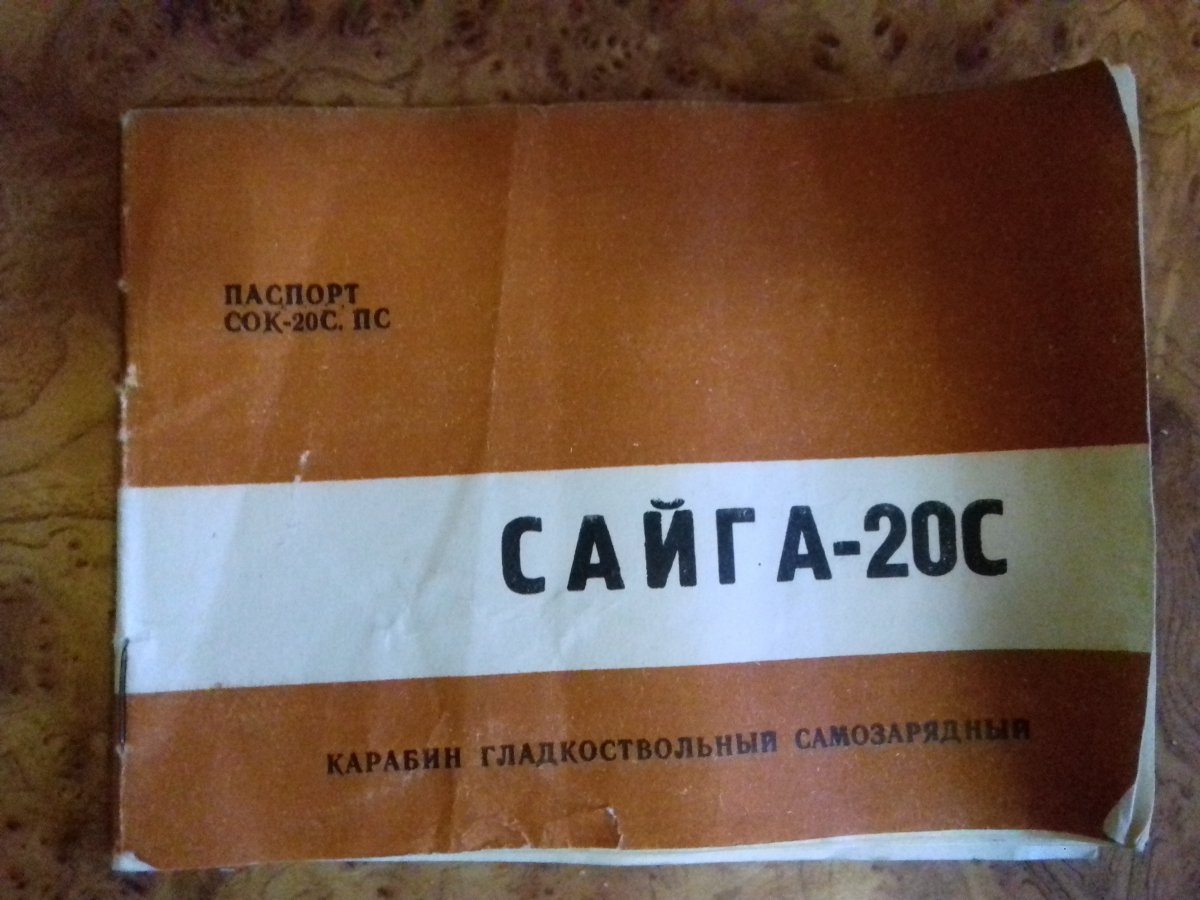 ПАСПОРТ
СОК-20С. ПС
САЙГА-20С
КАРАБИН ГЛАДКОСТВОЛЬНЫЙ САМОЗАРЯДНЫЙ